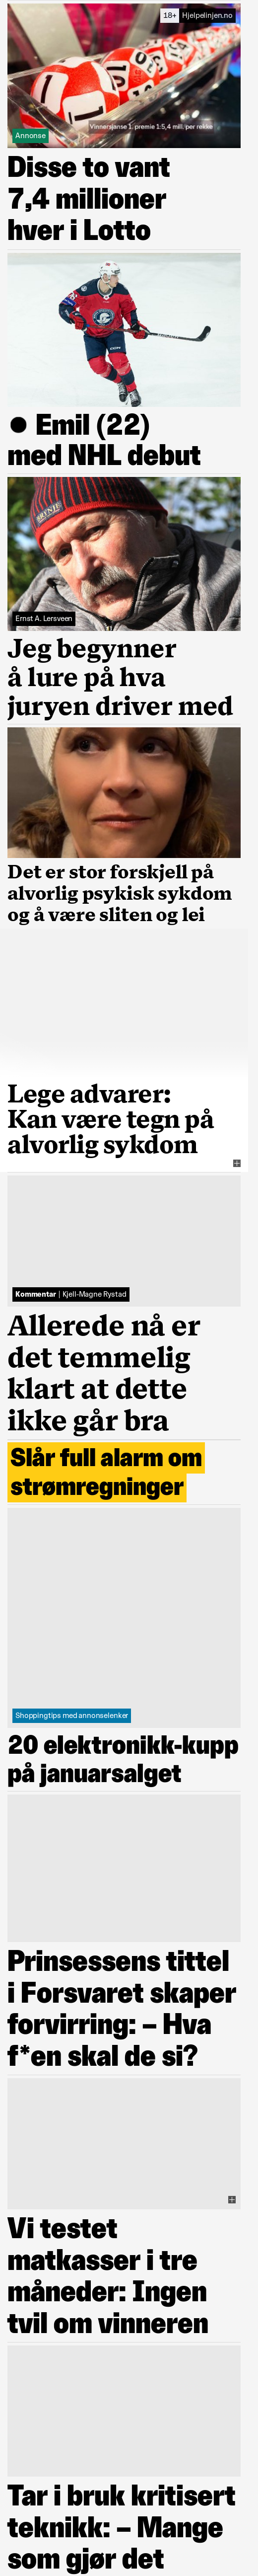 18+ Hjelpelinjen.no
Vinnersjanse 1. premie 1:5,4 mill. per rekke
Annonse
Disse to vant
7,4 millioner
hver i Lotto
Emil (22)
med NHL debut
Ernst A. Lersveen
Jeg begynner
å lure på hva
juryen driver med
Det er stor forskjell på
alvorlig psykisk sykdom
og å være sliten og lei
Lege advarer:
Kan være tegn på
alvorlig sykdom
Kommentar | Kjell-Magne Rystad
Allerede nå er
det temmelig
klart at dette
ikke går bra
Slår full alarm om
strømregninger
Shoppingtips med annonselenker
20 elektronikk-kupp
på januarsalget
Prinsessens tittel
i Forsvaret skaper
forvirring: – Hva
f*en skal de si?
Vi testet
matkasser i tre
måneder: Ingen
tvil om vinneren
Tar i bruk kritisert
teknikk: – Mange
som gjør det